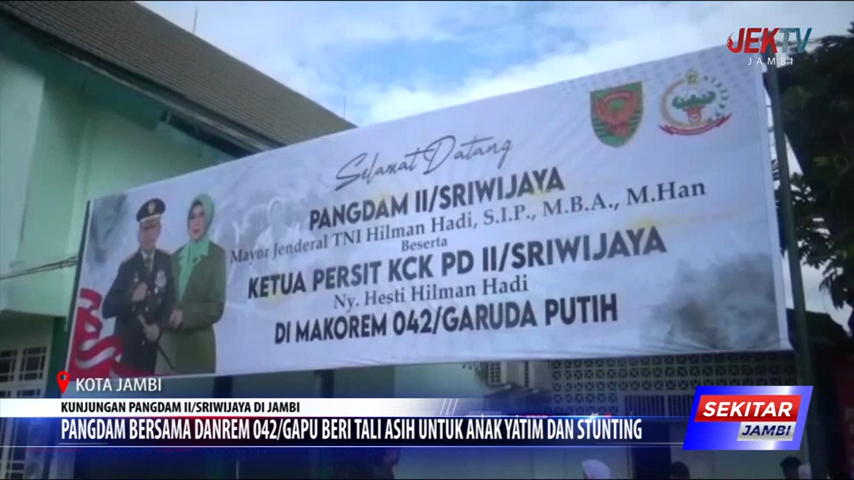 JEKTV
JAMBI
Selamat Datang
PANGDAM II/SRIWIJAYA
Mayor Jenderal TNI Hilman Hadi, S.I.P., M.B.A., M.Han
Beserta
KETUA PERSIT KCK PD II/SRIWIJAYA
Ny. Hesti Hilman Hadi
DI MAKOREM 042/GARUDA PUTIH
KOTA JAMBI
KUNJUNGAN PANGDAM II/SRIWIJAYA DI JAMBI
PANGDAM BERSAMA DANREM 042/GAPU BERI TALI ASIH UNTUK ANAK YATIM DAN STUNTING
SEKITAR
JAMBI